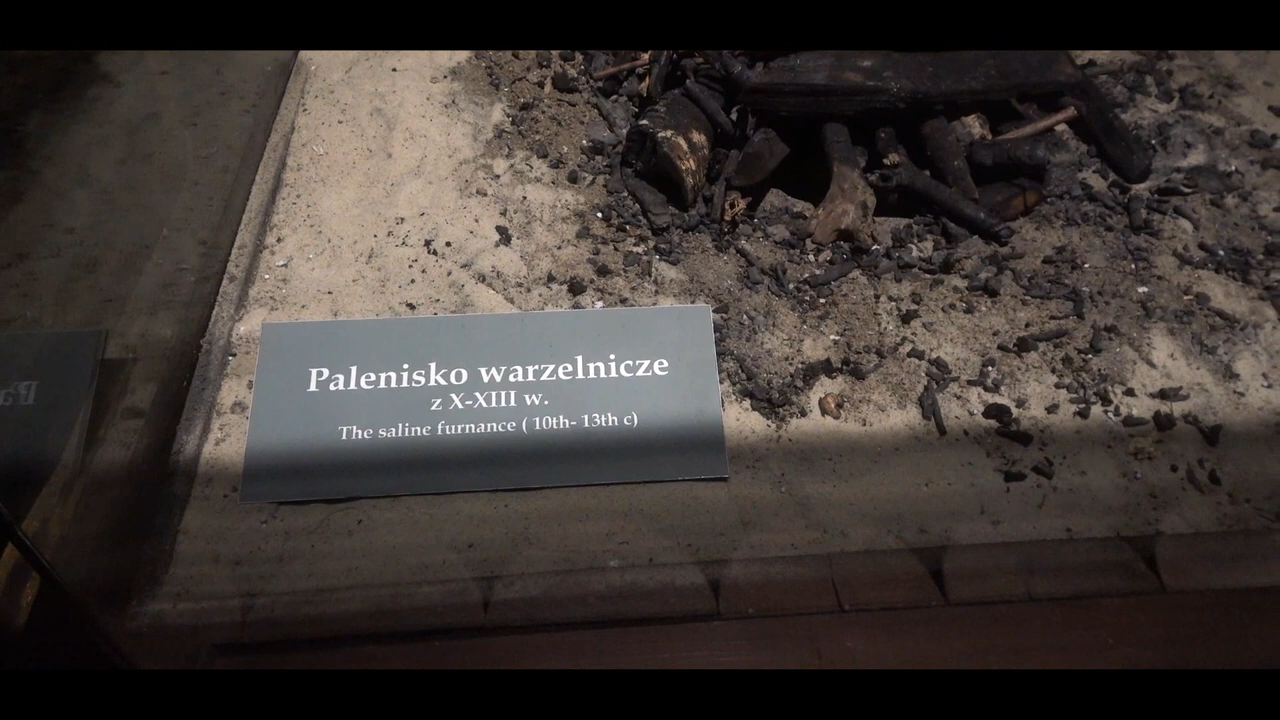 Palenisko warzelnicze
z X-XIII w.
The saline furnance ( 10th- 13th c)